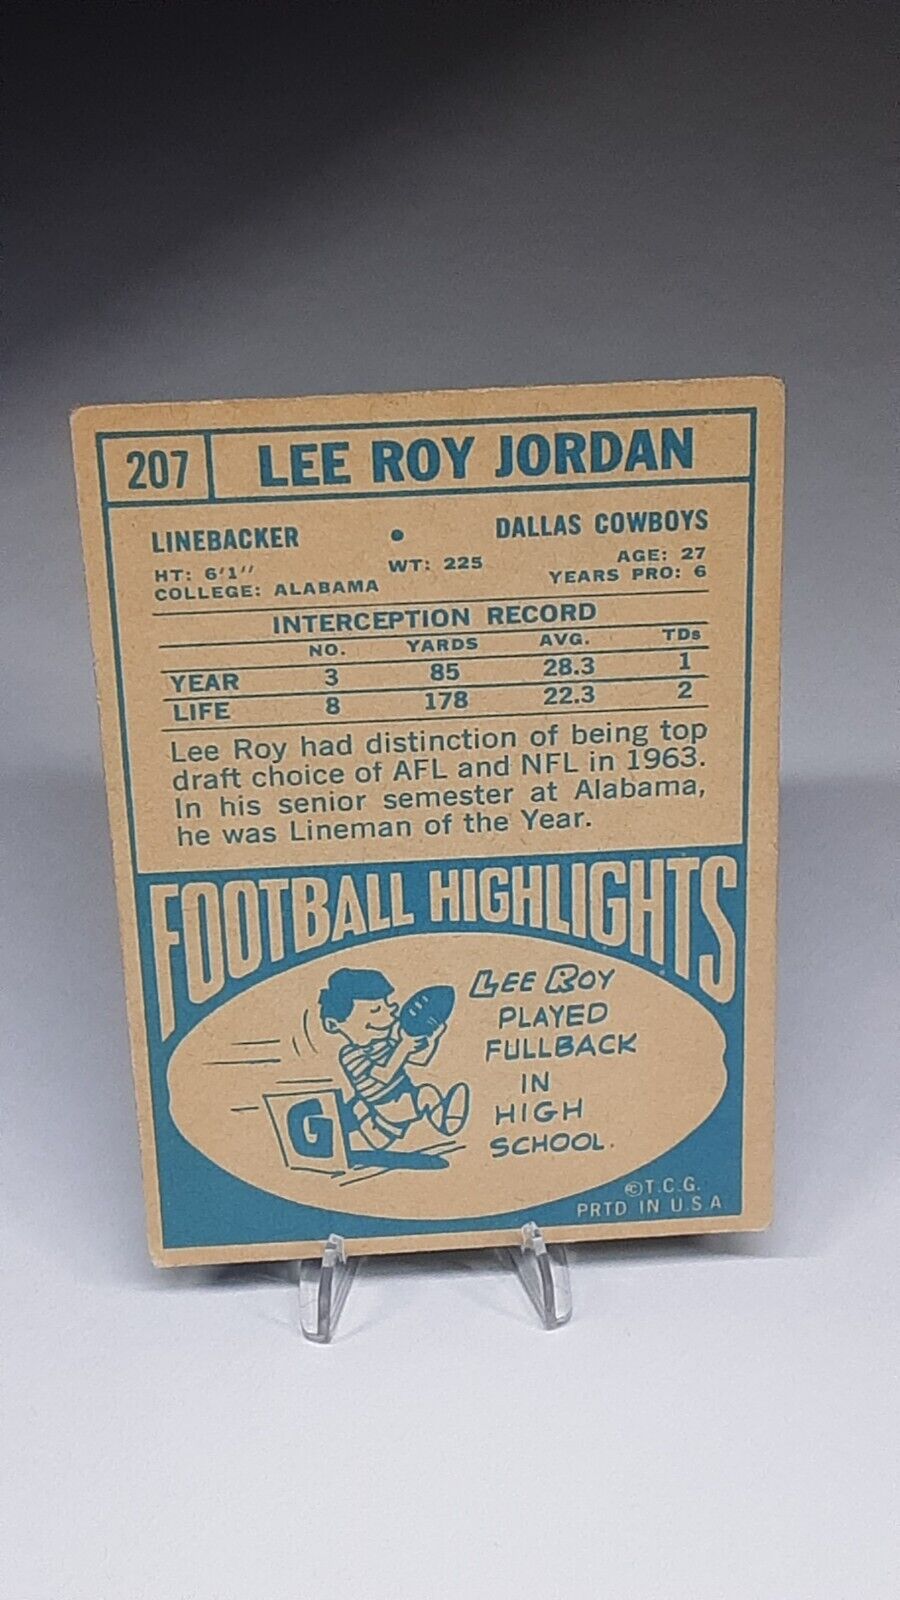 207 LEE ROY JORDAN
LINEBACKER • DALLAS COWBOYS
HT: 6'1" WT: 225 AGE: 27
COLLEGE: ALABAMA YEARS PRO: 6
INTERCEPTION RECORD
NO. YARDS AVG. TDs
YEAR 3 85 28.3 1
LIFE 8 178 22.3 2
Lee Roy had distinction of being top
draft choice of AFL and NFL in 1963.
In his senior semester at Alabama,
he was Lineman of the Year.
FOOTBALL HIGHLIGHTS
LEE ROY
PLAYED
FULLBACK
IN
HIGH
SCHOOL.
G
©T.C.G.
PRTD IN U.S.A